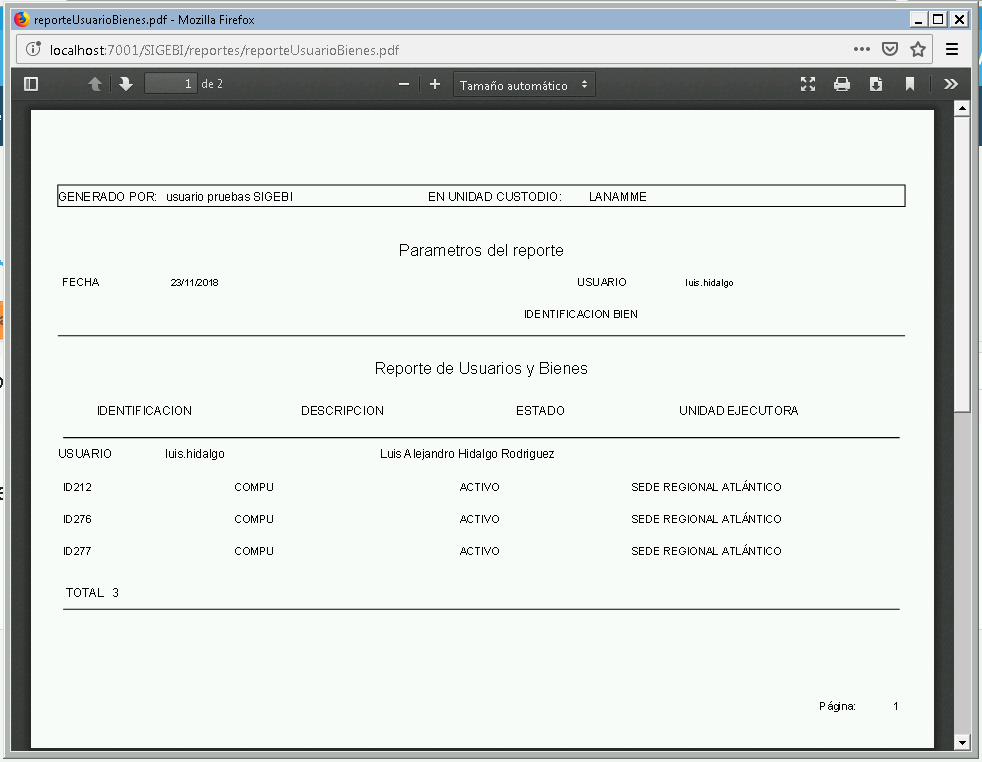 reporteUsuarioBienes.pdf - Mozilla Firefox
localhost:7001/SIGEBI/reportes/reporteUsuarioBienes.pdf
1 de 2 Tamaño automático
GENERADO POR: usuario pruebas SIGEBI EN UNIDAD CUSTODIO: LANAMME
Parametros del reporte
FECHA 23/11/2018 USUARIO luis.hidalgo
IDENTIFICACION BIEN
Reporte de Usuarios y Bienes
IDENTIFICACION DESCRIPCION ESTADO UNIDAD EJECUTORA
USUARIO luis.hidalgo Luis Alejandro Hidalgo Rodriguez
ID212 COMPU ACTIVO SEDE REGIONAL ATLÁNTICO
ID276 COMPU ACTIVO SEDE REGIONAL ATLÁNTICO
ID277 COMPU ACTIVO SEDE REGIONAL ATLÁNTICO
TOTAL 3
Página: 1